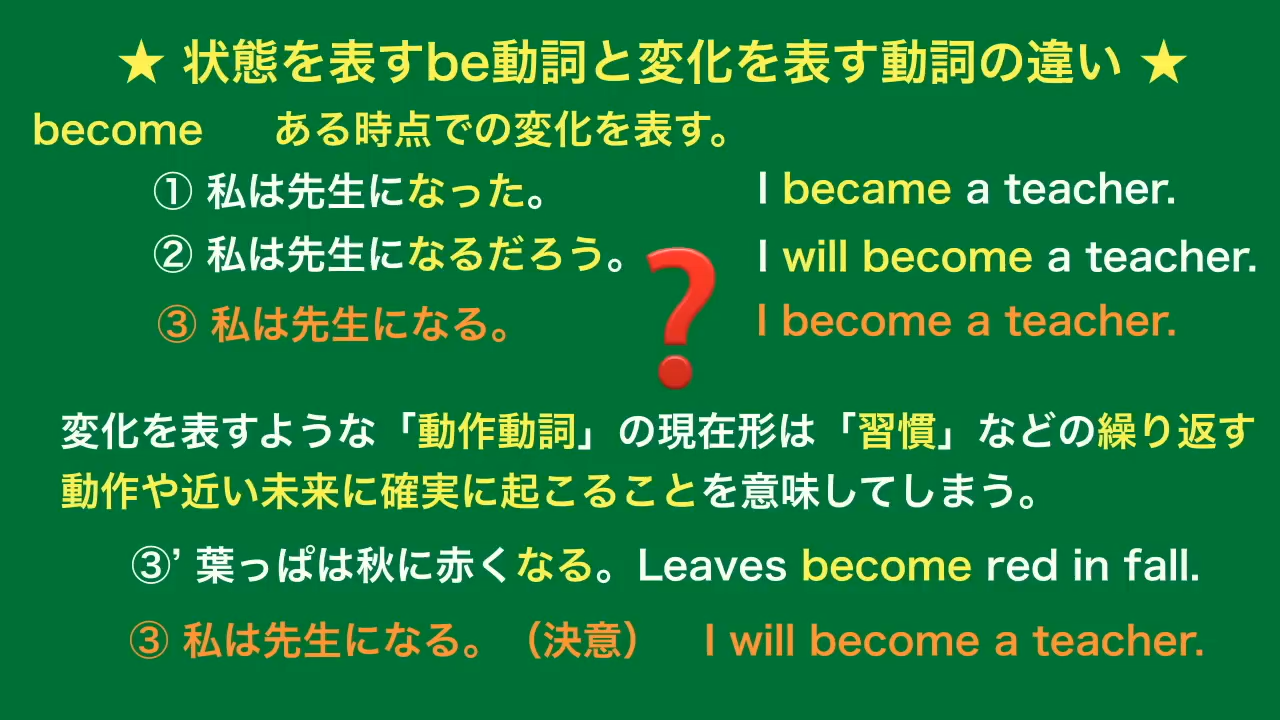 ★ 状態を表すbe動詞と変化を表す動詞の違い ★
become ある時点での変化を表す。
① 私は先生になった。 I became a teacher.
② 私は先生になるだろう。 I will become a teacher.
③ 私は先生になる。 I become a teacher.
❓
変化を表すような「動作動詞」の現在形は「習慣」などの繰り返す
動作や近い未来に確実に起こることを意味してしまう。
③’ 葉っぱは秋に赤くなる。Leaves become red in fall.
③ 私は先生になる。（決意） I will become a teacher.